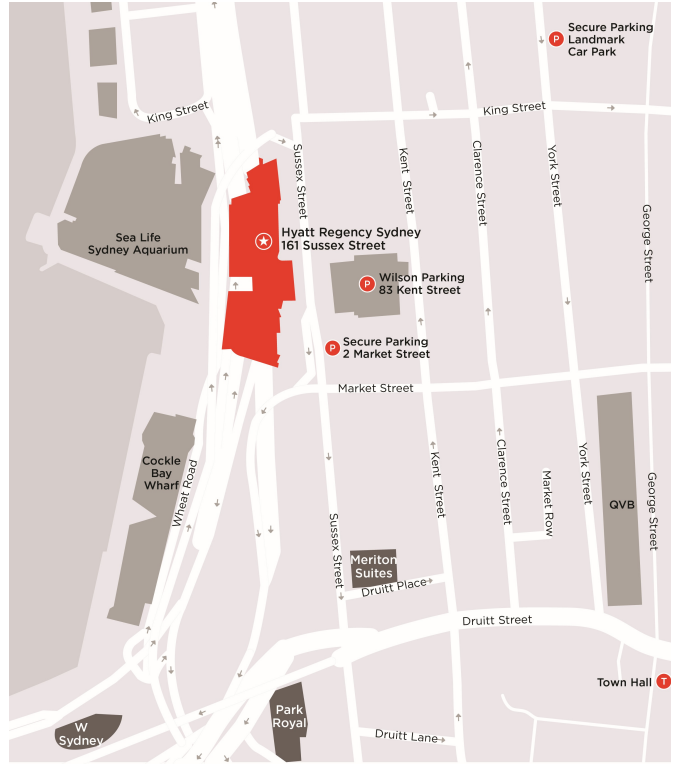 Secure Parking
Landmark
Car Park
P
King Street
King Street
Sussex Street
Kent Street
Clarence Street
York Street
George Street
Sea Life
Sydney Aquarium
Hyatt Regency Sydney
161 Sussex Street
P
Wilson Parking
83 Kent Street
P
Secure Parking
2 Market Street
Market Street
Cockle
Bay
Wharf
Wheat Road
Kent Street
Clarence Street
Market Row
York Street
QVB
George Street
Sussex Street
Meriton
Suites
Druitt Place
Druitt Street
Town Hall
T
Park
Royal
W
Sydney
Druitt Lane